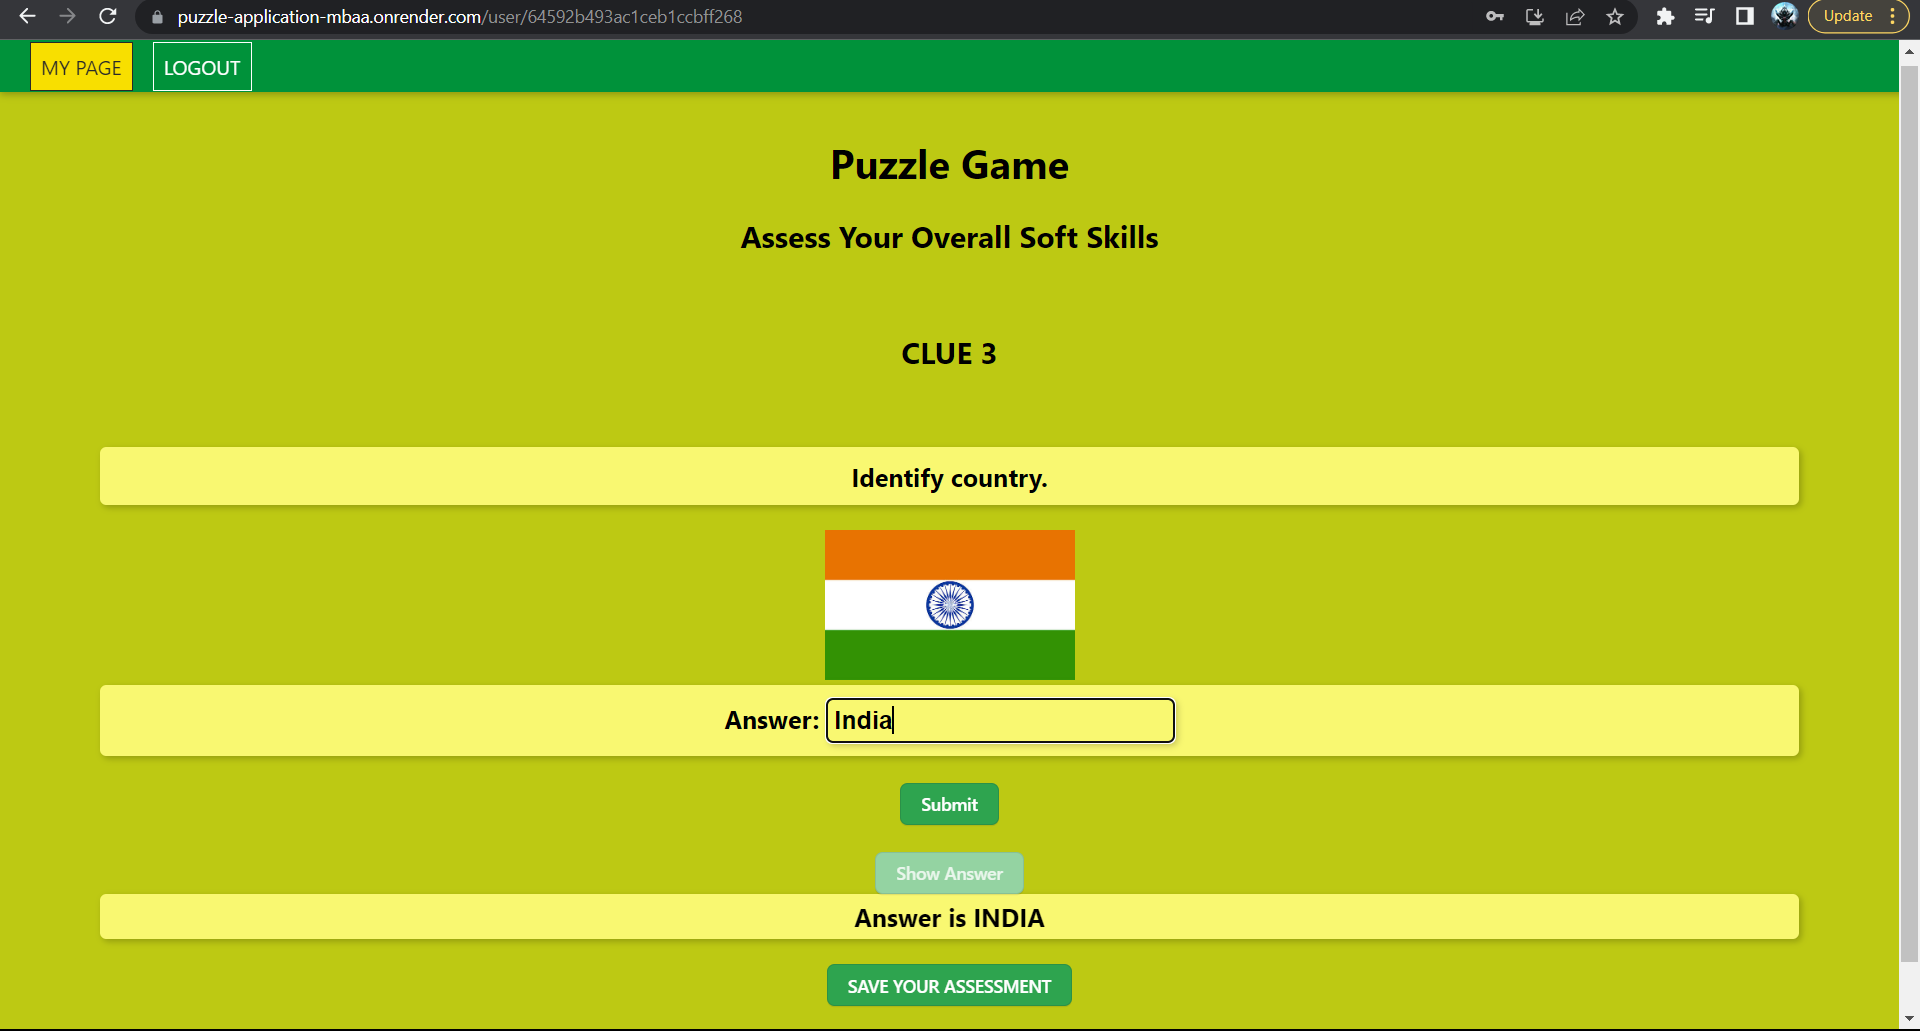 puzzle-application-mbaa.onrender.com/user/64592b493ac1ceb1ccbff268
Update
MY PAGE
LOGOUT
Puzzle Game
Assess Your Overall Soft Skills
CLUE 3
Identify country.
Answer: India
Submit
Show Answer
Answer is INDIA
SAVE YOUR ASSESSMENT